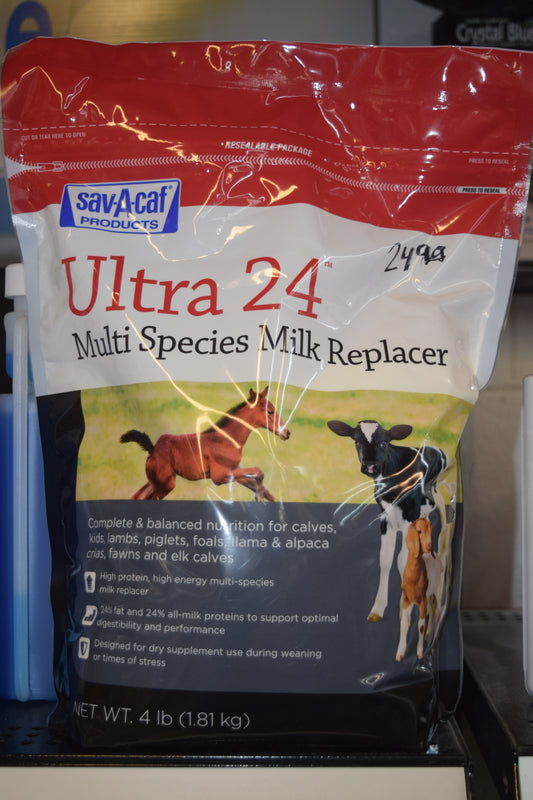 Crystal Blue
CUT OR TEAR HERE TO OPEN
• RESEALABLE PACKAGE
PRESS TO RESEAL
PRESS TO RESEAL
sav-A-caf®
PRODUCTS
2499
Ultra 24™
Multi Species Milk Replacer
Complete & balanced nutrition for calves,
kids, lambs, piglets, foals, llama & alpaca
crias, fawns and elk calves
High protein, high energy multi-species
milk replacer
24% fat and 24% all-milk proteins to support optimal
digestibility and performance
Designed for dry supplement use during weaning
or times of stress
NET WT. 4 lb (1.81 kg)